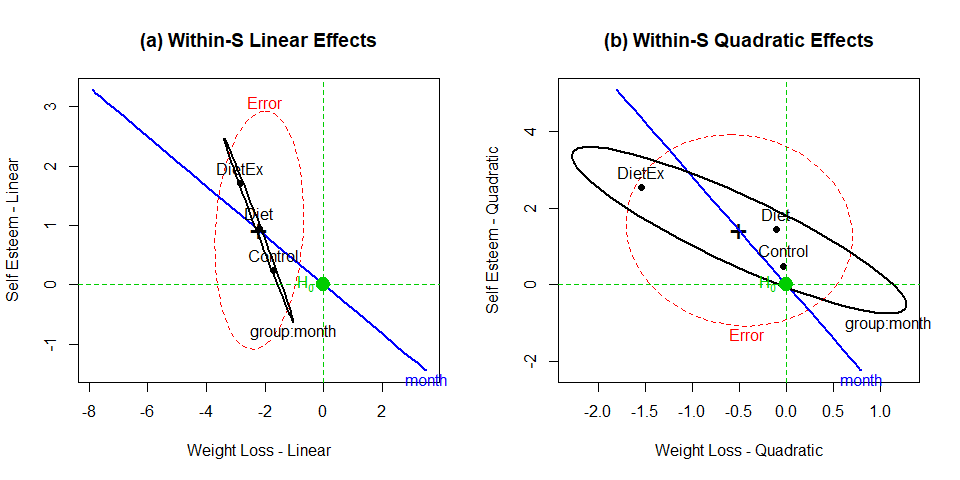 (a) Within-S Linear Effects
Self Esteem - Linear
3
2
1
0
-1
Error
DietEx
Diet
Control
H0
group:month
month
-8
-6
-4
-2
0
2
Weight Loss - Linear
(b) Within-S Quadratic Effects
Self Esteem - Quadratic
4
2
0
-2
DietEx
Diet
Control
H0
group:month
Error
month
-2.0
-1.5
-1.0
-0.5
0.0
0.5
1.0
Weight Loss - Quadratic